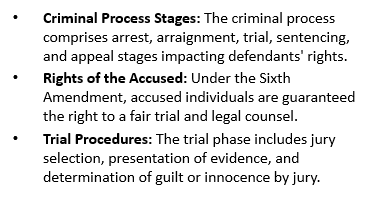 • Criminal Process Stages: The criminal process
comprises arrest, arraignment, trial, sentencing,
and appeal stages impacting defendants' rights.
• Rights of the Accused: Under the Sixth
Amendment, accused individuals are guaranteed
the right to a fair trial and legal counsel.
• Trial Procedures: The trial phase includes jury
selection, presentation of evidence, and
determination of guilt or innocence by jury.